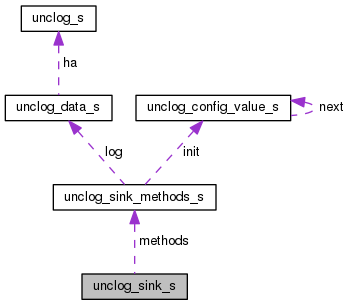 unclog_s
ha
unclog_data_s
unclog_config_value_s
next
log
init
unclog_sink_methods_s
methods
unclog_sink_s